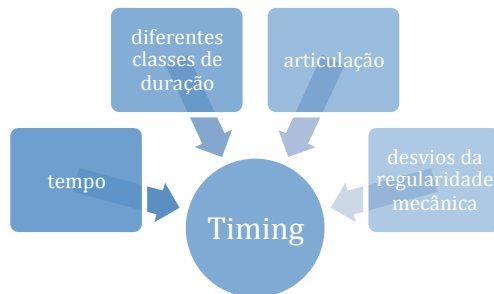 tempo
diferentes
classes de
duração
articulação
desvios da
regularidade
mecânica
Timing